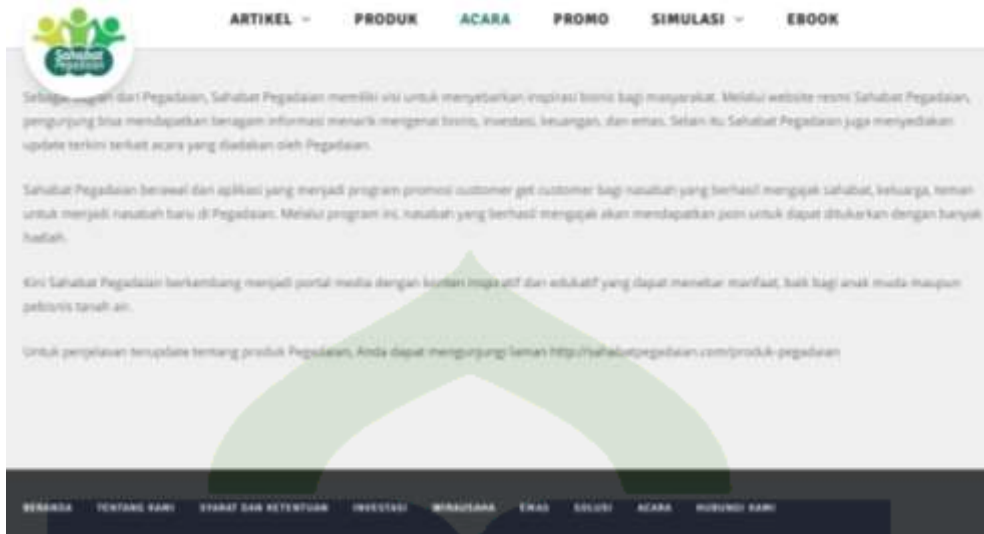 ARTIKEL PRODUK ACARA PROMO SIMULASI EBOOK
Sahabat
Pegadaian
Sebagai bagian dari Pegadaian, Sahabat Pegadaian memiliki visi untuk menyebarkan inspirasi bisnis bagi masyarakat. Melalui website resmi Sahabat Pegadaian,
pengunjung bisa mendapatkan beragam informasi menarik mengenai bisnis, investasi, keuangan, dan emas. Selain itu Sahabat Pegadaian juga menyediakan
update terkini terkait acara yang diadakan oleh Pegadaian.
Sahabat Pegadaian berawal dari aplikasi yang menjadi program promosi customer get customer bagi nasabah yang berhasil mengajak sahabat, keluarga, teman
untuk menjadi nasabah baru di Pegadaian. Melalui program ini, nasabah yang berhasil mengajak akan mendapatkan poin untuk dapat ditukarkan dengan banyak
hadiah.
Kini Sahabat Pegadaian berkembang menjadi portal media dengan konten inspiratif dan edukatif yang dapat menebar manfaat, baik bagi anak muda maupun
pebisnis tanah air.
Untuk penjelasan terupdate tentang produk Pegadaian, Anda dapat mengunjungi laman http://sahabatpegadaian.com/produk-pegadaian
BERANDA TENTANG KAMI SYARAT DAN KETENTUAN INVESTASI WIRAUSAHA EMAS SOLUSI ACARA HUBUNGI KAMI